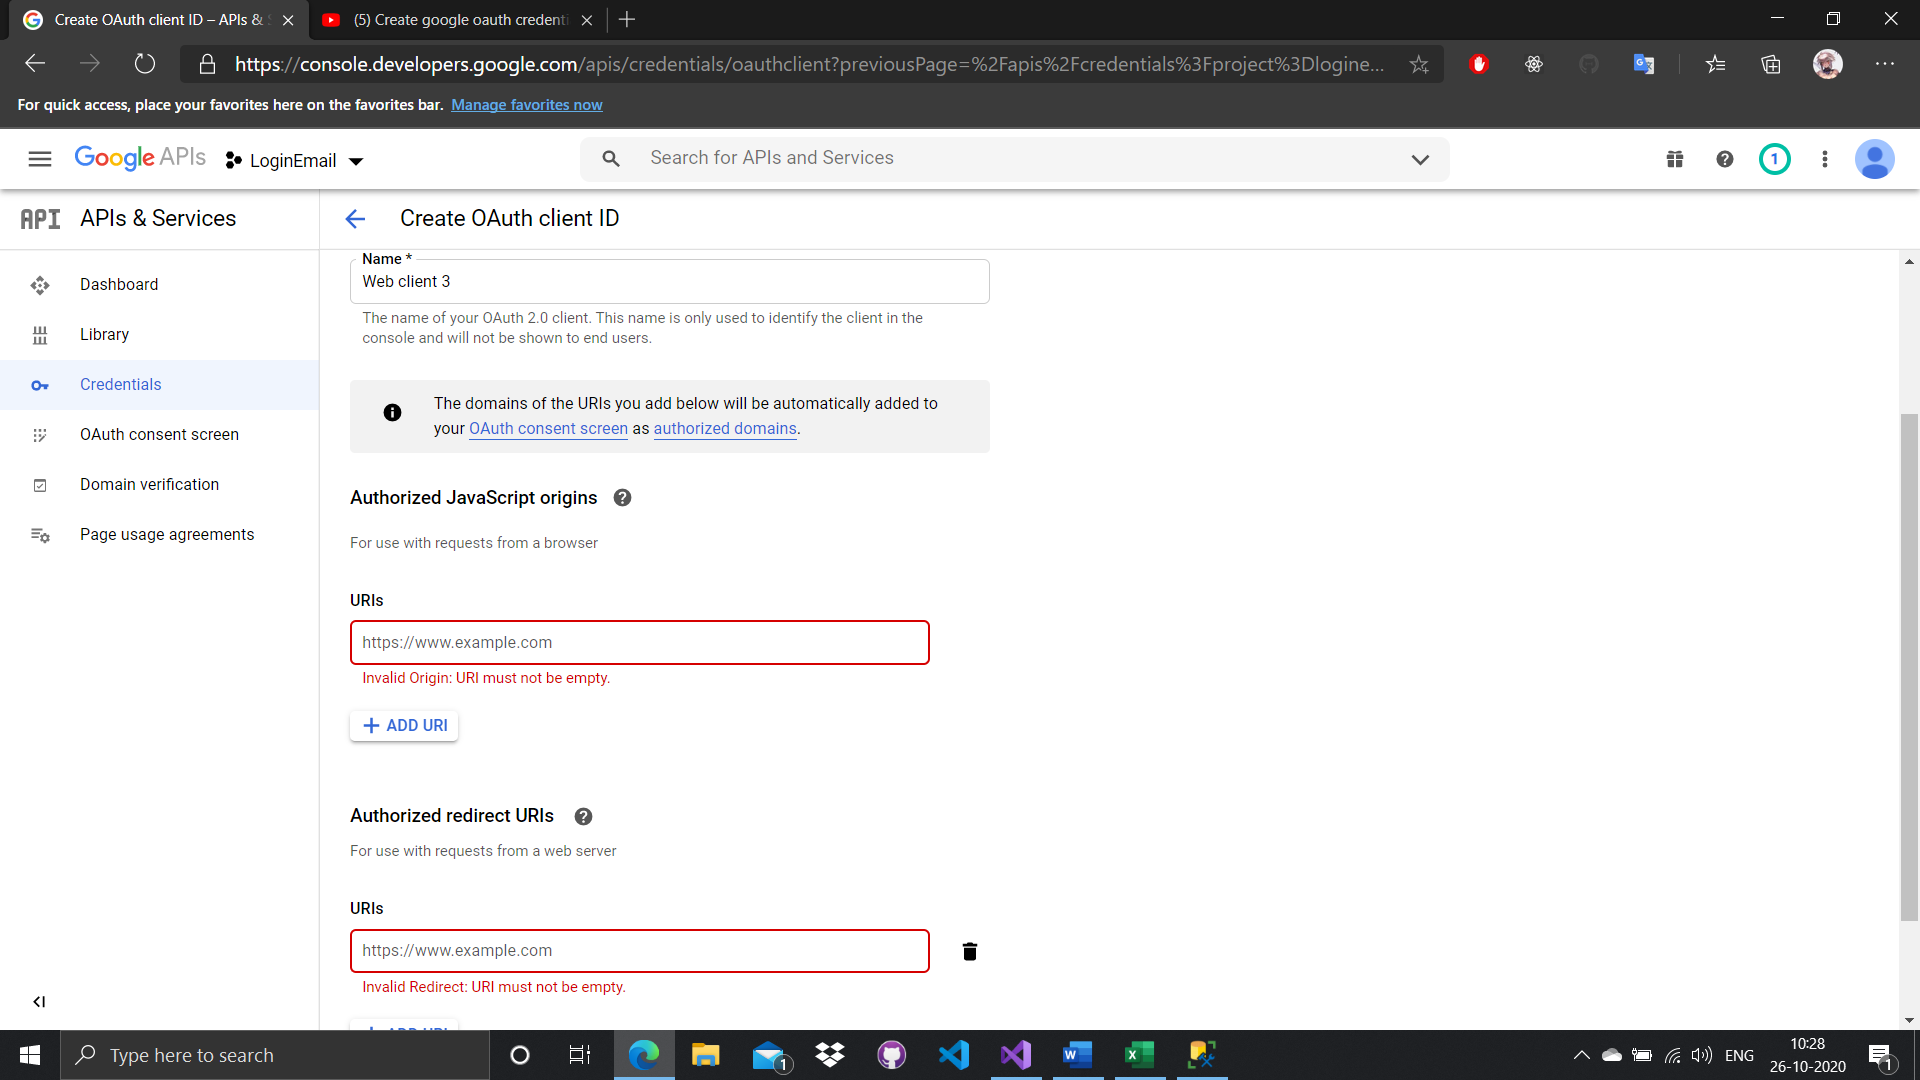 Create OAuth client ID – APIs &
(5) Create google oauth credenti
https://console.developers.google.com/apis/credentials/oauthclient?previousPage=%2Fapis%2Fcredentials%3Fproject%3Dlogine...
For quick access, place your favorites here on the favorites bar. Manage favorites now
Google APIs
LoginEmail
Search for APIs and Services
1
API APIs & Services
Create OAuth client ID
Dashboard
Library
Credentials
OAuth consent screen
Domain verification
Page usage agreements
Name *
Web client 3
The name of your OAuth 2.0 client. This name is only used to identify the client in the
console and will not be shown to end users.
The domains of the URIs you add below will be automatically added to
your OAuth consent screen as authorized domains.
Authorized JavaScript origins
For use with requests from a browser
URIs
https://www.example.com
Invalid Origin: URI must not be empty.
ADD URI
Authorized redirect URIs
For use with requests from a web server
URIs
https://www.example.com
Invalid Redirect: URI must not be empty.
ADD URI
Type here to search
1
ENG
10:28
26-10-2020
1